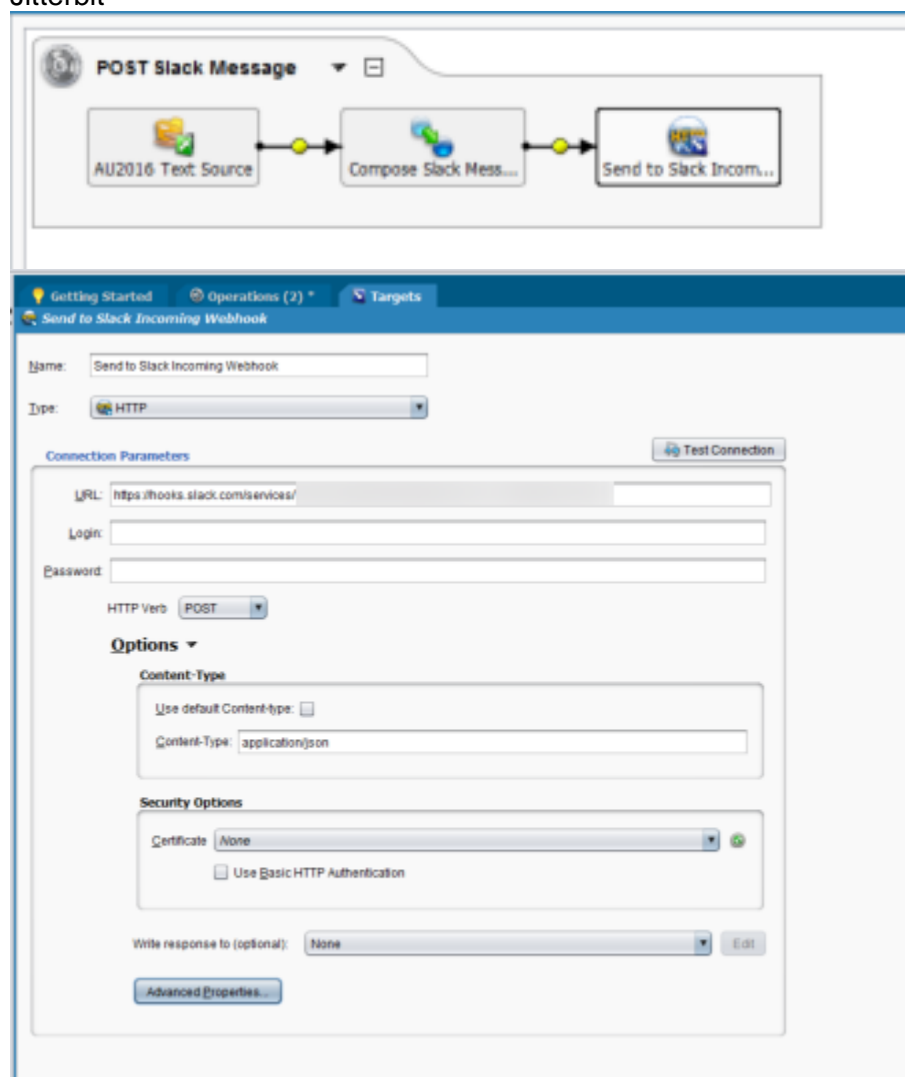 Jitterbit
POST Slack Message
AU2016 Text Source
Compose Slack Mess...
Send to Slack Incom...
Getting Started
Operations (2) *
Targets
Send to Slack Incoming Webhook
Name: Send to Slack Incoming Webhook
Type: HTTP
Connection Parameters
Test Connection
URL: https://hooks.slack.com/services/
Login:
Password:
HTTP Verb POST
Options
Content-Type
Use default Content-type:
Content-Type: application/json
Security Options
Certificate None
Use Basic HTTP Authentication
Write response to (optional): None
Edit
Advanced Properties...